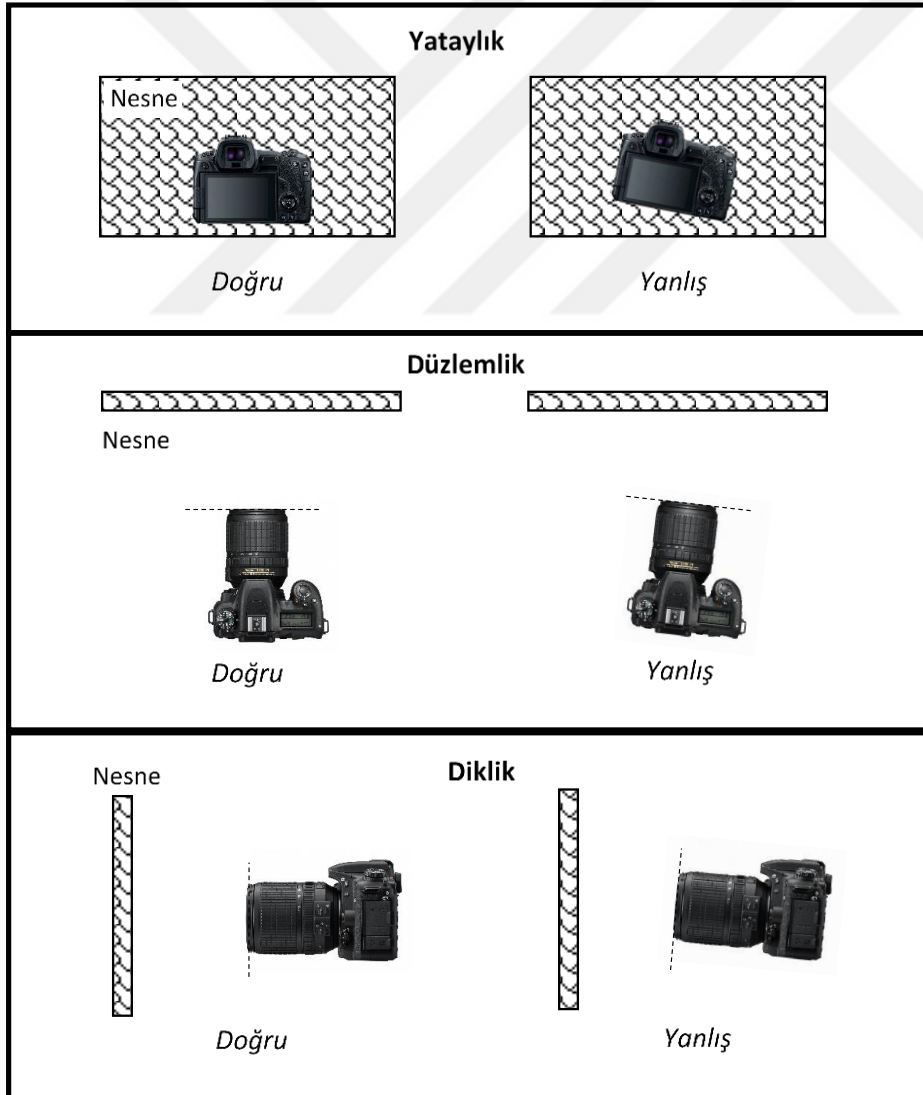 Yataylık
Nesne
Doğru Yanlış
Düzlemlik
Nesne
Doğru Yanlış
Nesne
Diklik
Doğru Yanlış